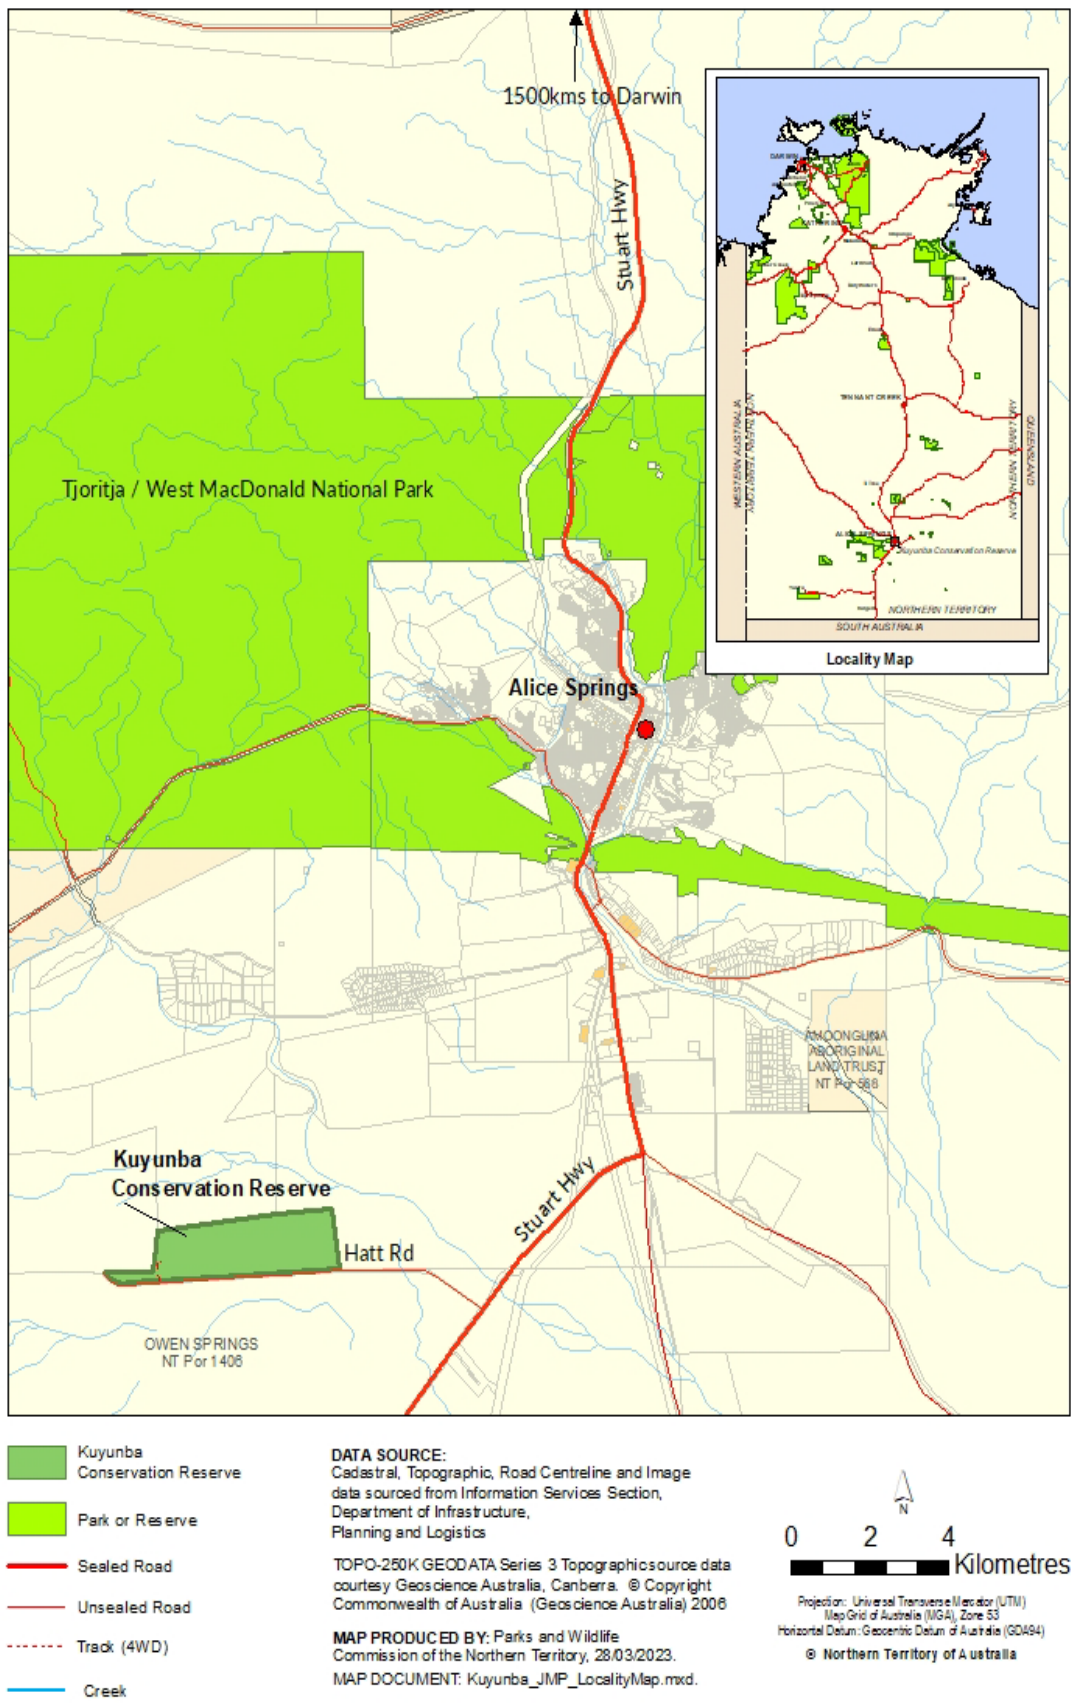 1500kms to Darwin
Stuart Hwy
DARWIN
KATHERINE
TENNANT CREEK
WESTERN AUSTRALIA
NORTHERN TERRITORY
NORTHERN TERRITORY
QUEENSLAND
ALICE SPRINGS
Kuyunba Conservation Reserve
NORTHERN TERRITORY
SOUTH AUSTRALIA
Locality Map
Tjoritja / West MacDonald National Park
Alice Springs
AMOONGUNA
ABORIGINAL
LAND TRUST
NT Por 568
Kuyunba
Conservation Reserve
Stuart Hwy
Hatt Rd
OWEN SPRINGS
NT Por 1406
Kuyunba
Conservation Reserve
Park or Reserve
Sealed Road
Unsealed Road
Track (4WD)
Creek
DATA SOURCE:
Cadastral, Topographic, Road Centreline and Image
data sourced from Information Services Section,
Department of Infrastructure,
Planning and Logistics
TOPO-250K GEODATA Series 3 Topographic source data
courtesy Geoscience Australia, Canberra. © Copyright
Commonwealth of Australia (Geoscience Australia) 2006
MAP PRODUCED BY: Parks and Wildlife
Commission of the Northern Territory, 28/03/2023.
MAP DOCUMENT: Kuyunba_JMP_LocalityMap.mxd.
N
0 2 4
Kilometres
Projection: Universal Transverse Mercator (UTM)
Map Grid of Australia (MGA), Zone 53
Horizontal Datum: Geocentric Datum of Australia (GDA94)
© Northern Territory of Australia